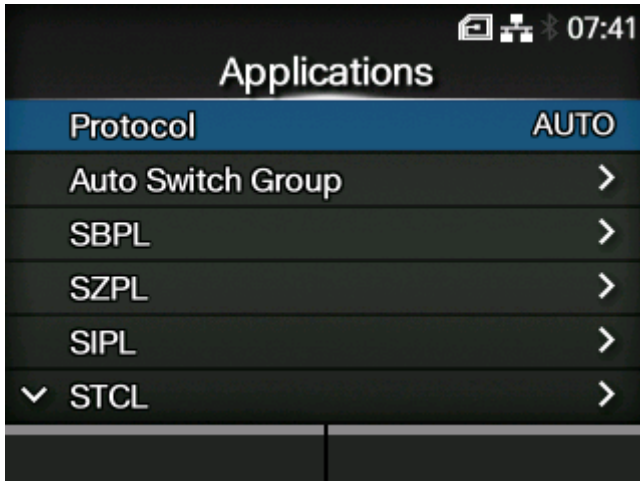 07:41
Applications
Protocol AUTO
Auto Switch Group
SBPL
SZPL
SIPL
STCL